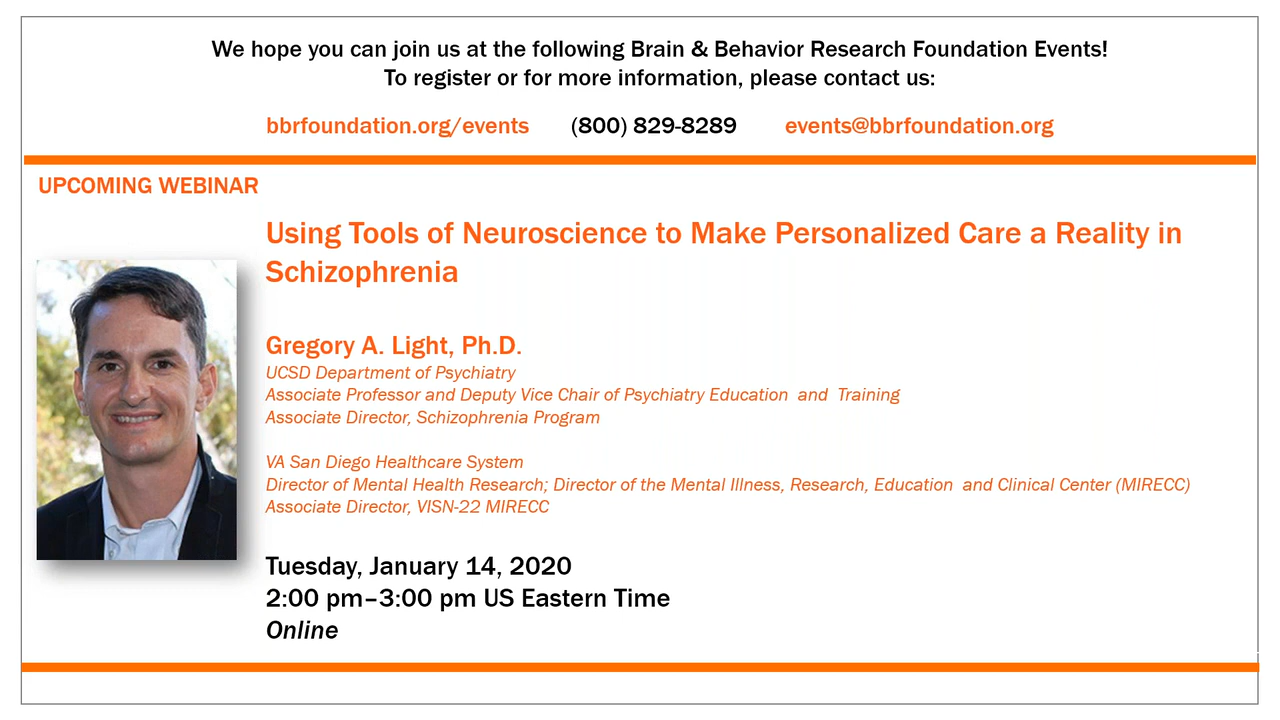 We hope you can join us at the following Brain & Behavior Research Foundation Events!
To register or for more information, please contact us:
bbrfoundation.org/events (800) 829-8289 events@bbrfoundation.org
UPCOMING WEBINAR
Using Tools of Neuroscience to Make Personalized Care a Reality in
Schizophrenia
Gregory A. Light, Ph.D.
UCSD Department of Psychiatry
Associate Professor and Deputy Vice Chair of Psychiatry Education and Training
Associate Director, Schizophrenia Program
VA San Diego Healthcare System
Director of Mental Health Research; Director of the Mental Illness, Research, Education and Clinical Center (MIRECC)
Associate Director, VISN-22 MIRECC
Tuesday, January 14, 2020
2:00 pm–3:00 pm US Eastern Time
Online